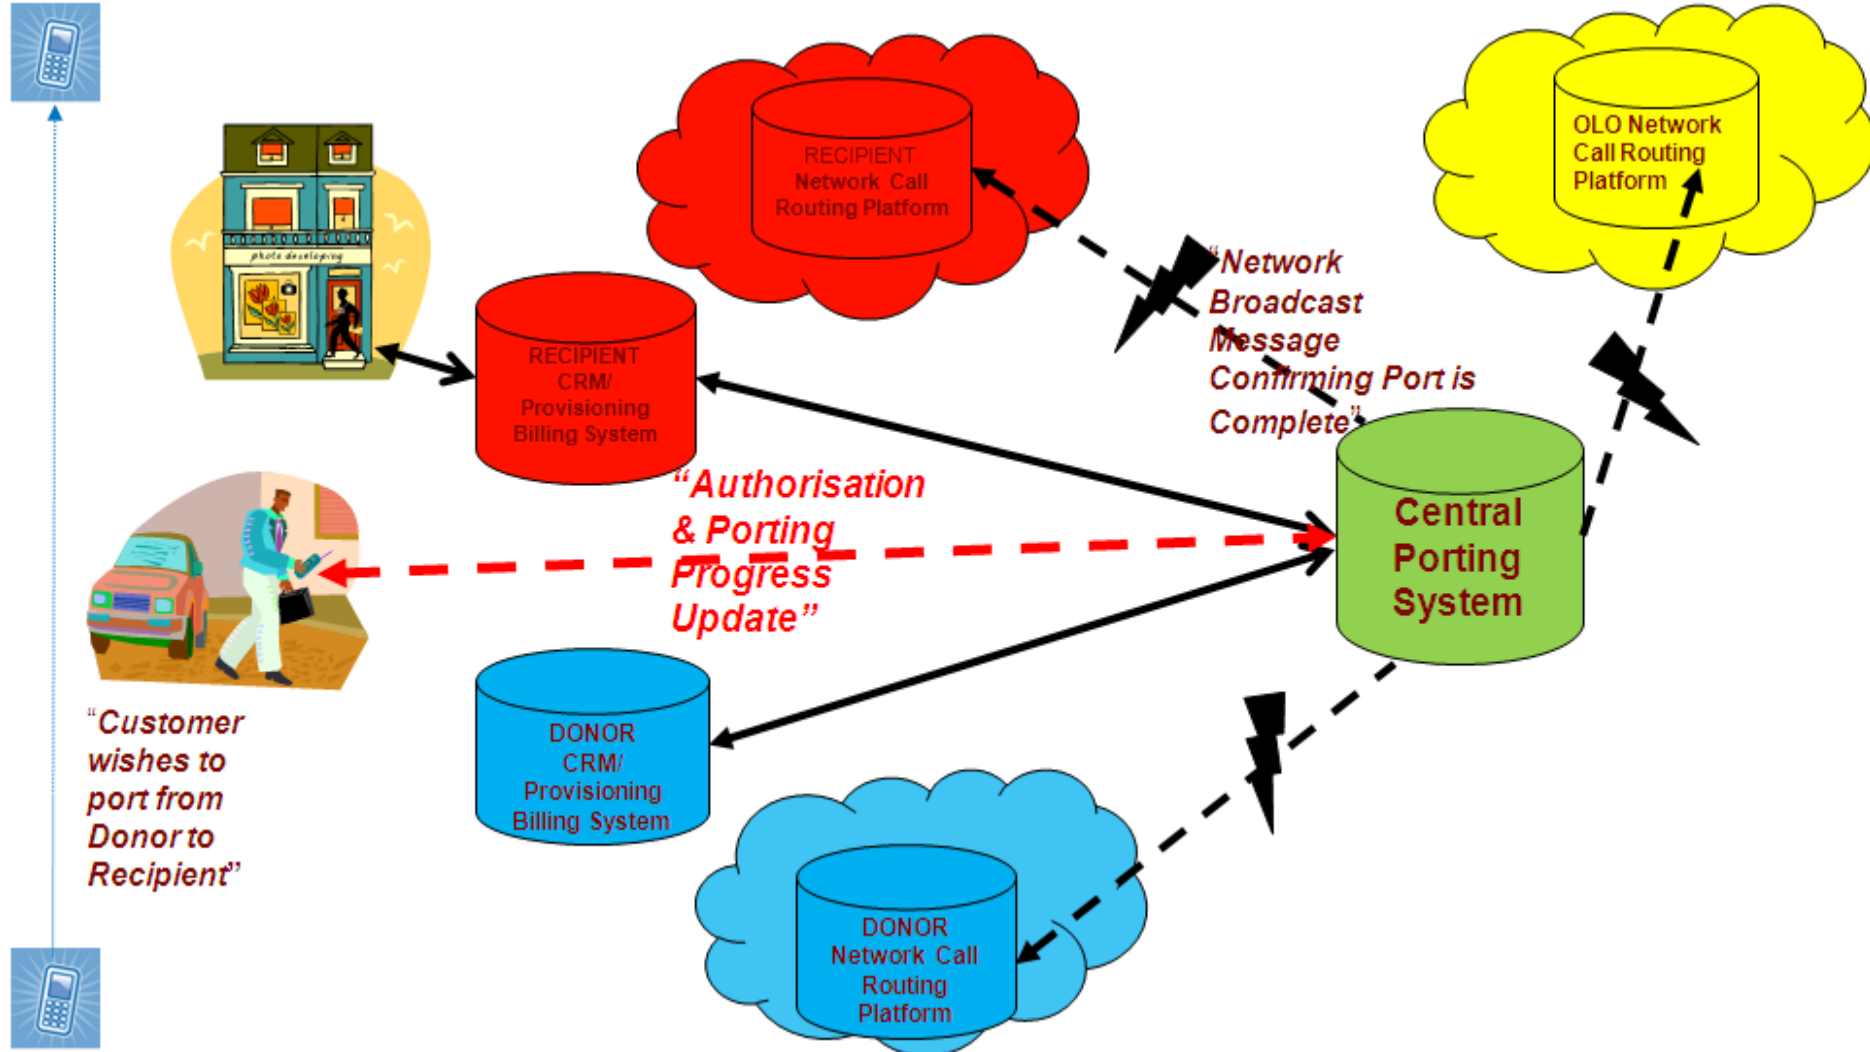 RECIPIENT
Network Call
Routing Platform
OLO Network
Call Routing
Platform
photo developing
“Network
Broadcast
Message
Confirming Port is
Complete”
RECIPIENT
CRM/
Provisioning
Billing System
“Authorisation
& Porting
Progress
Update”
Central
Porting
System
“Customer
wishes to
port from
Donor to
Recipient”
DONOR
CRM/
Provisioning
Billing System
DONOR
Network Call
Routing
Platform